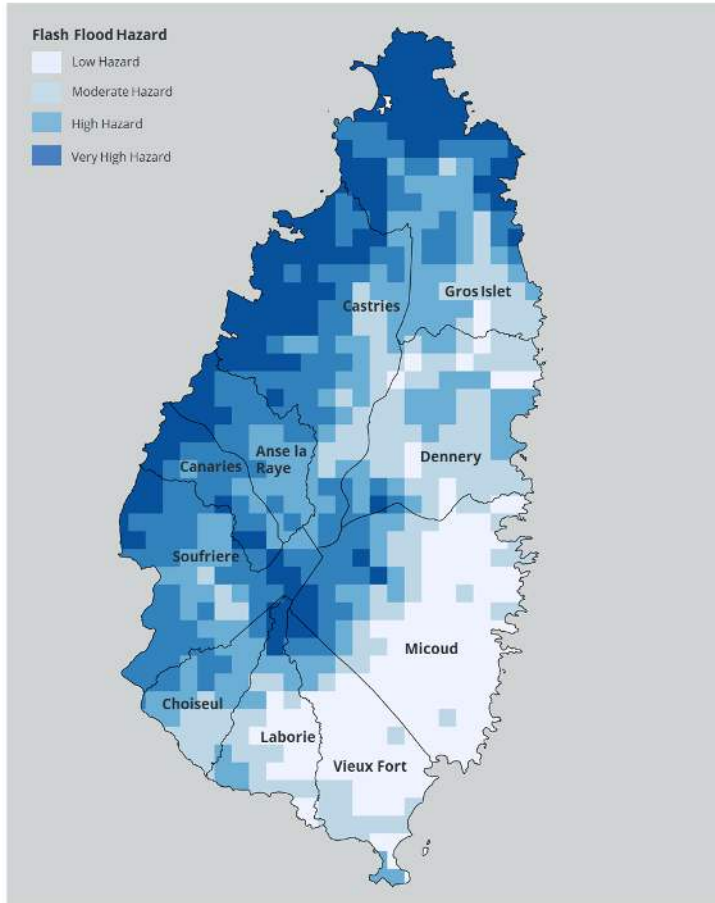 Flash Flood Hazard
Low Hazard
Moderate Hazard
High Hazard
Very High Hazard
Gros Islet
Castries
Anse la
Raye
Dennery
Canaries
Soufriere
Micoud
Choiseul
Laborie
Vieux Fort